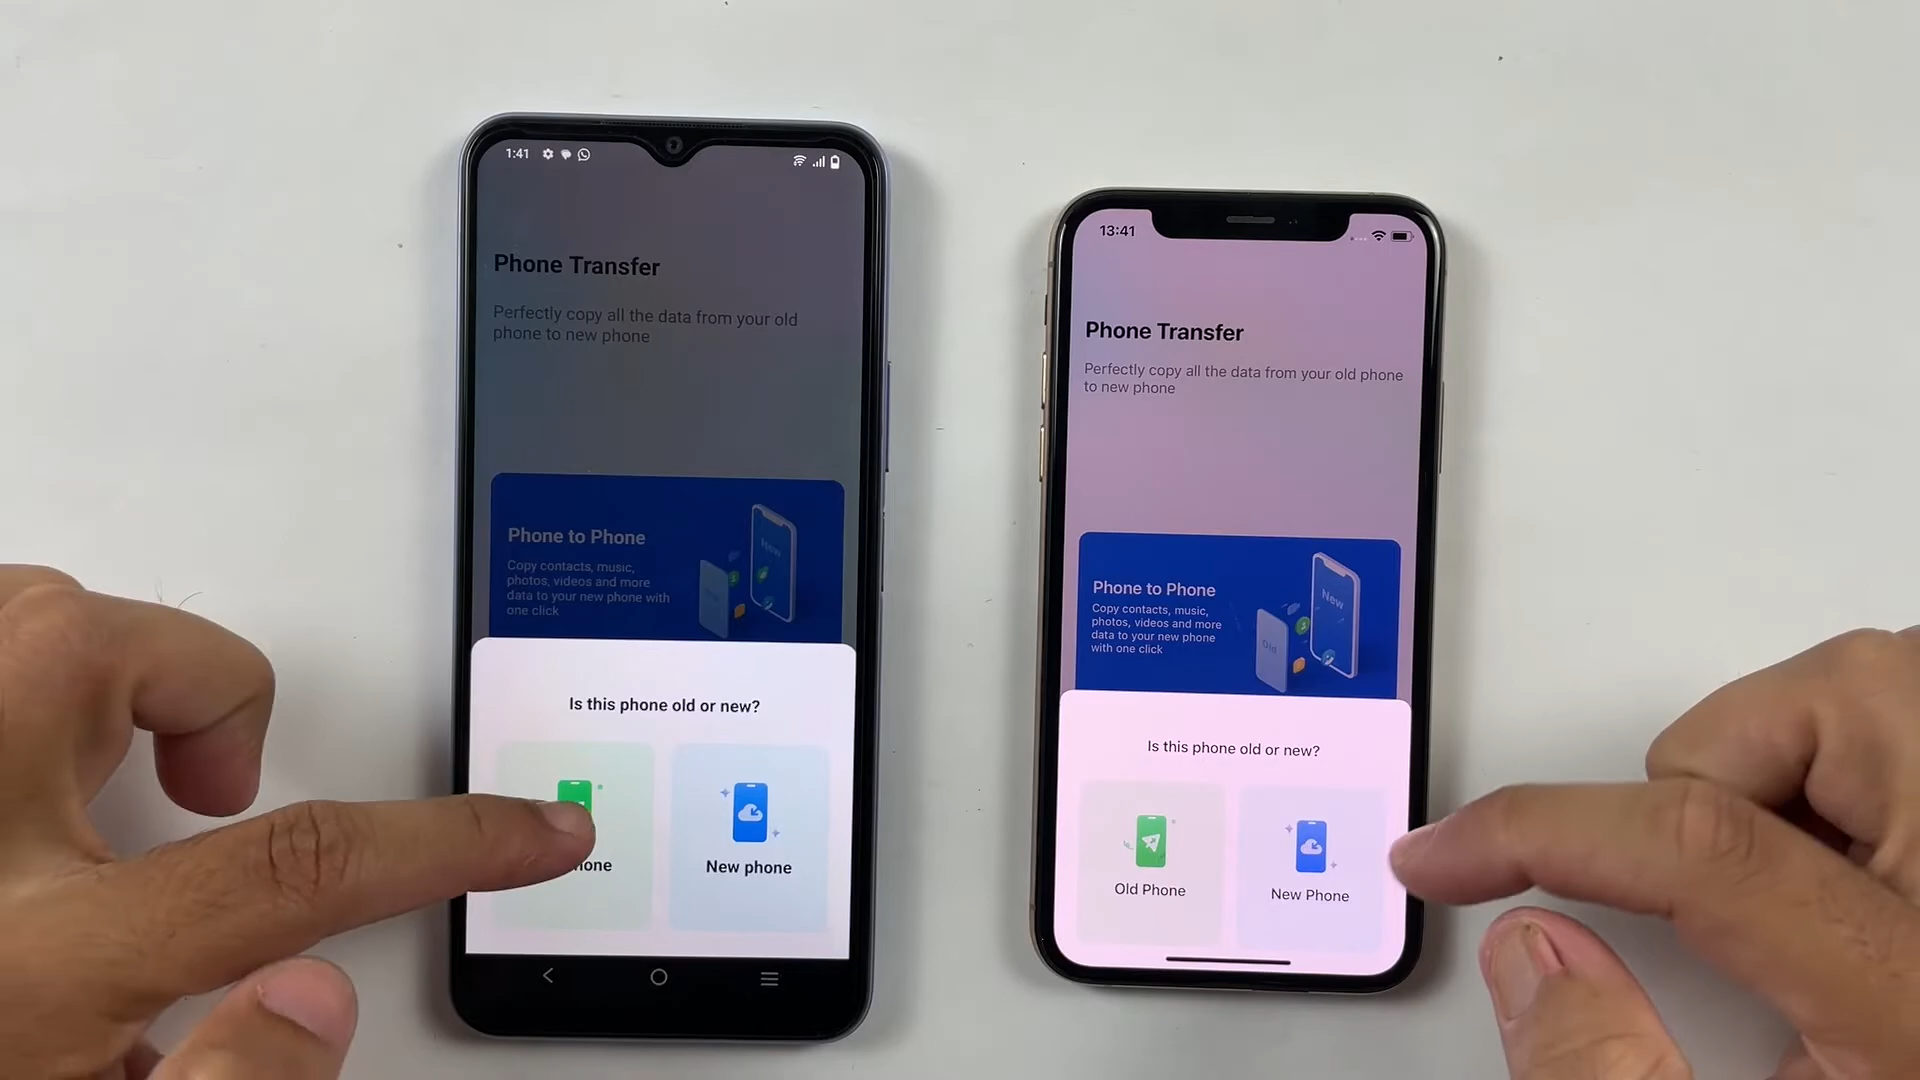 1:41
Phone Transfer
Perfectly copy all the data from your old
phone to new phone
Phone to Phone
Copy contacts, music,
photos, videos and more
data to your new phone with
one click
New
Is this phone old or new?
New phone
13:41
Phone Transfer
Perfectly copy all the data from your old phone
to new phone
Phone to Phone
Copy contacts, music,
photos, videos and more
data to your new phone
with one click
New
Old
Is this phone old or new?
Old Phone
New Phone